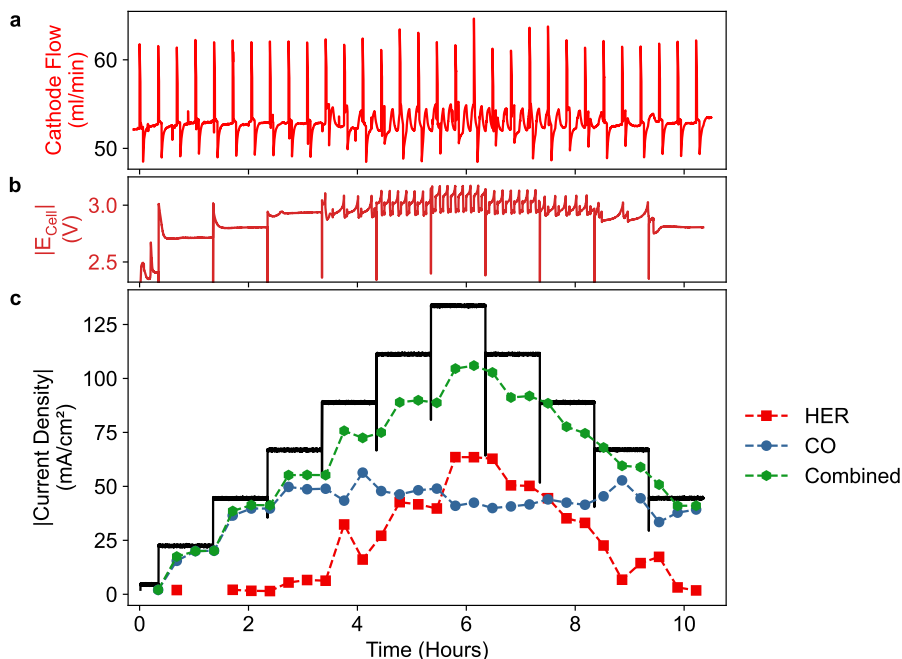 a
Cathode Flow
(ml/min)
60
50
b
|E_Cell|
(V)
3.0
2.5
c
|Current Density|
(mA/cm²)
125
100
75
50
25
0
0 2 4 6 8 10
Time (Hours)
HER
CO
Combined